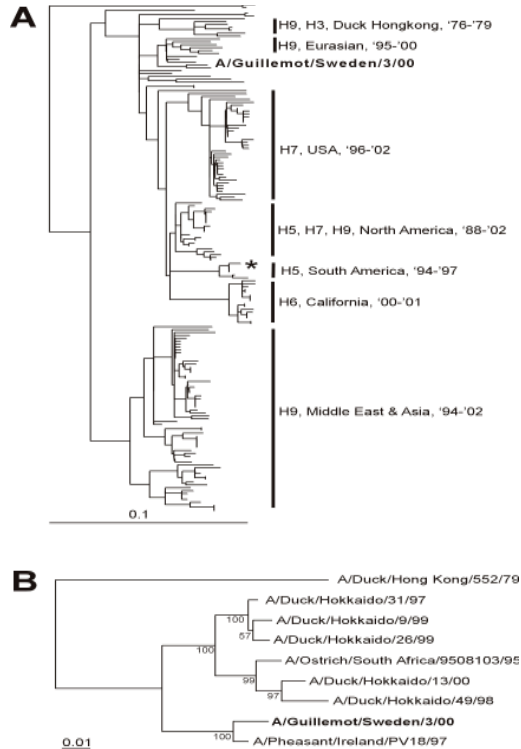 A
H9, H3, Duck Hongkong, '76-'79
H9, Eurasian, '95-'00
A/Guillemot/Sweden/3/00
H7, USA, '96-'02
H5, H7, H9, North America, '88-'02
*
H5, South America, '94-'97
H6, California, '00-'01
H9, Middle East & Asia, '94-'02
0.1
B
A/Duck/Hong Kong/552/79
A/Duck/Hokkaido/31/97
100
A/Duck/Hokkaido/9/99
57
A/Duck/Hokkaido/26/99
100
A/Ostrich/South Africa/9508103/95
99
A/Duck/Hokkaido/13/00
97
A/Duck/Hokkaido/49/98
A/Guillemot/Sweden/3/00
100
A/Pheasant/Ireland/PV18/97
0.01